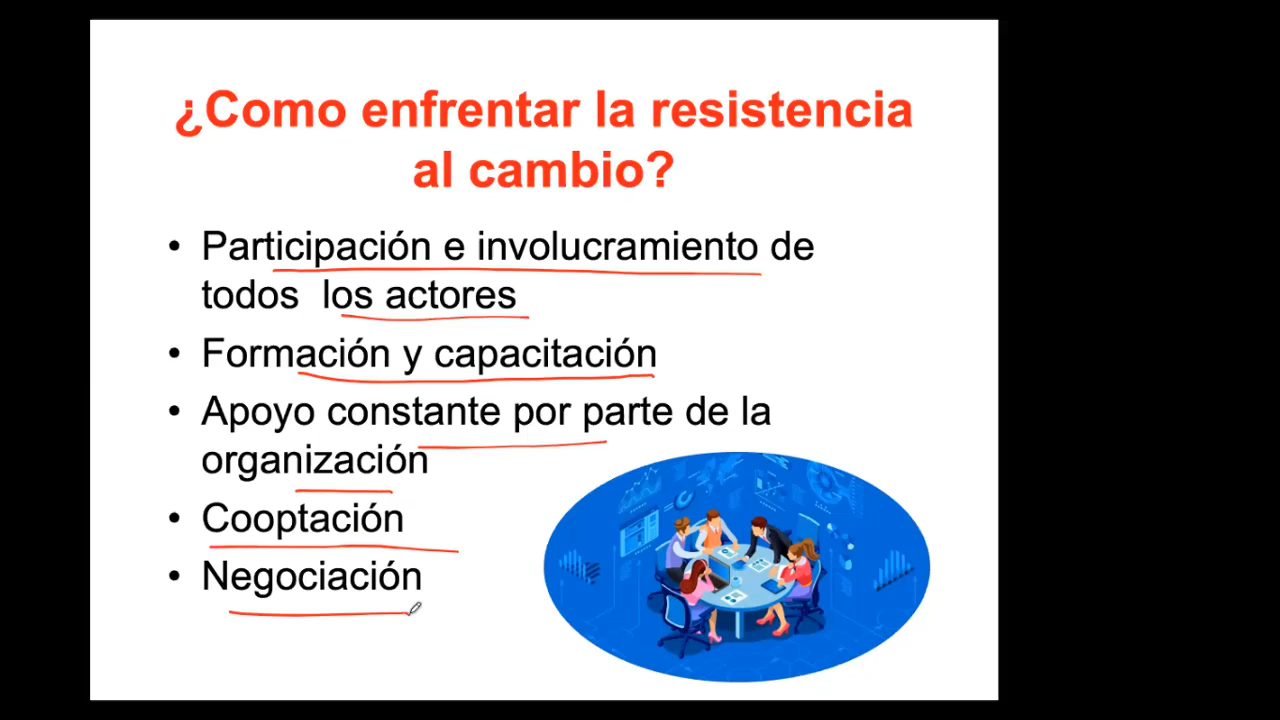 ¿Como enfrentar la resistencia
al cambio?
• Participación e involucramiento de
todos  los actores
• Formación y capacitación
• Apoyo constante por parte de la
organización
• Cooptación
• Negociación